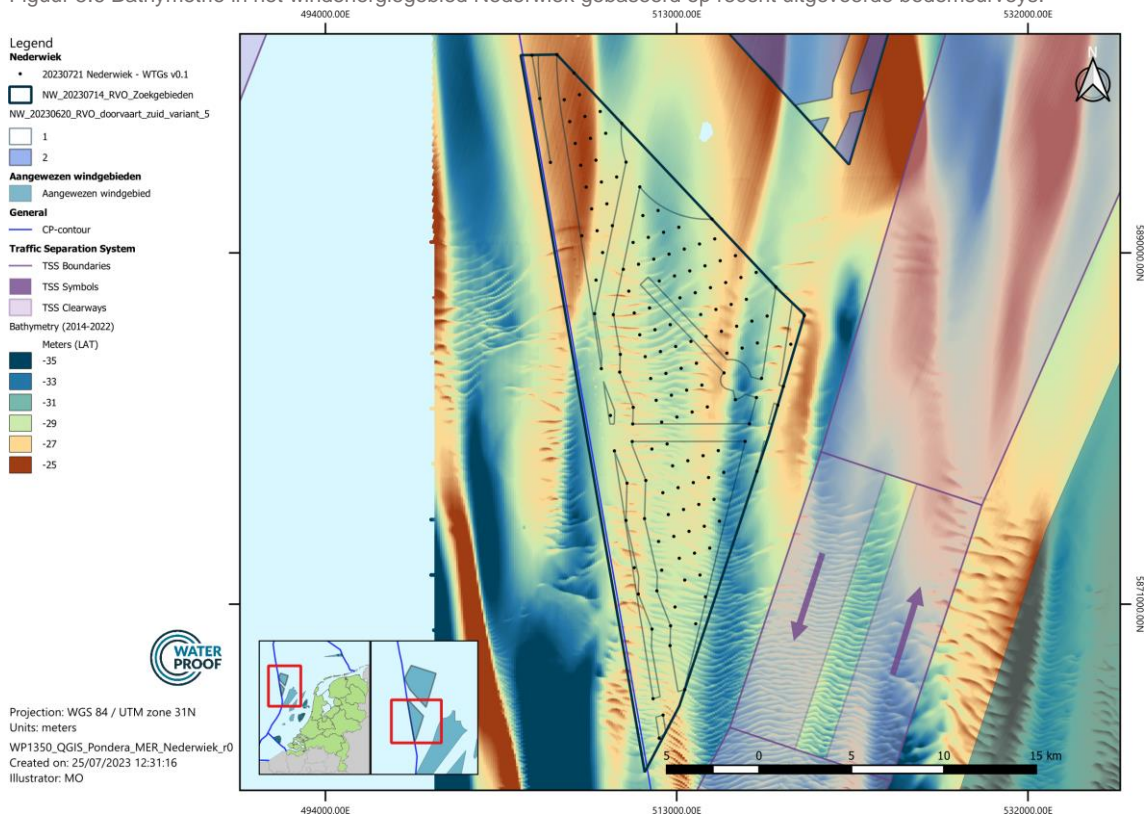 Figuur 3.6 Bathymetrie in het windenergiegebied Nederwiek gebaseerd op recent uitgevoerde bodemsurveys.
494000.00E
513000.00E
532000.00E
Legend
Nederwiek
20230721 Nederwiek - WTGs v0.1
NW_20230714_RVO_Zoekgebieden
NW_20230620_RVO_doorvaart_zuid_variant_5
1
2
Aangewezen windgebieden
Aangewezen windgebied
General
CP-contour
Traffic Separation System
TSS Boundaries
TSS Symbols
TSS Clearways
Bathymetry (2014-2022)
Meters (LAT)
-35
-33
-31
-29
-27
-25
N
5890000.00N
5871000.00N
WATER
PROOF
Projection: WGS 84 / UTM zone 31N
Units: meters
WP1350_QGIS_Pondera_MER_Nederwiek_r0
Created on: 25/07/2023 12:31:16
Illustrator: MO
5
0
5
10
15 km
494000.00E
513000.00E
532000.00E